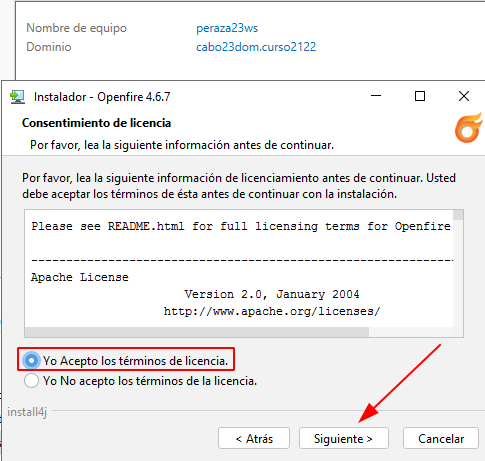 Nombre de equipo peraza23ws
Dominio cabo23dom.curso2122
Instalador - Openfire 4.6.7
Consentimiento de licencia
Por favor, lea la siguiente información antes de continuar.
Por favor, lea la siguiente información de licenciamiento antes de continuar. Usted
debe aceptar los términos de ésta antes de continuar con la instalación.
Please see README.html for full licensing terms for Openfire
------------------------------------------------------------
Apache License
Version 2.0, January 2004
http://www.apache.org/licenses/
Yo Acepto los términos de licencia.
Yo No acepto los términos de la licencia.
install4j
< Atrás Siguiente > Cancelar